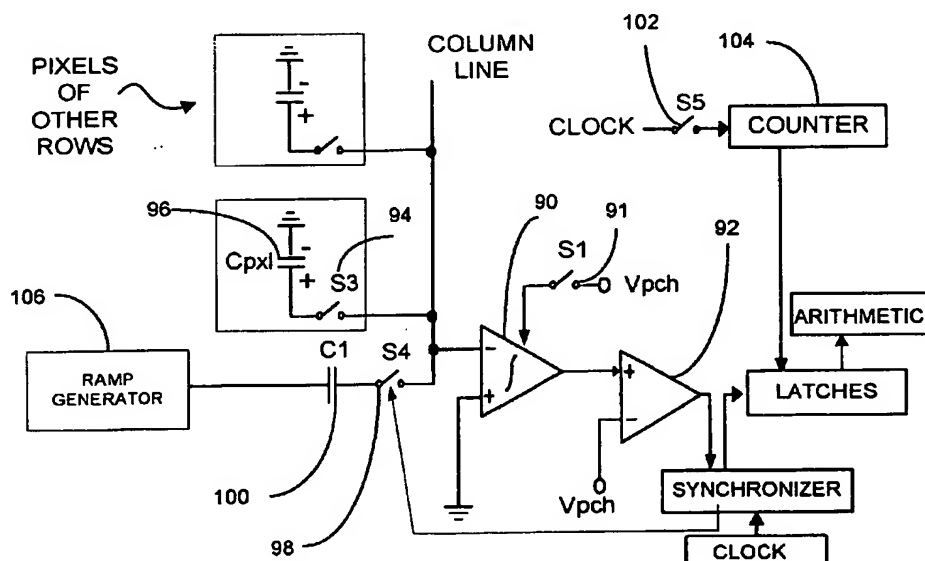 PIXELS
OF
OTHER
ROWS
COLUMN
LINE
102
104
S5
CLOCK
COUNTER
96
94
90
91
Cpxl
S3
S1
Vpch
92
106
ARITHMETIC
C1
S4
RAMP
GENERATOR
LATCHES
100
Vpch
SYNCHRONIZER
98
CLOCK